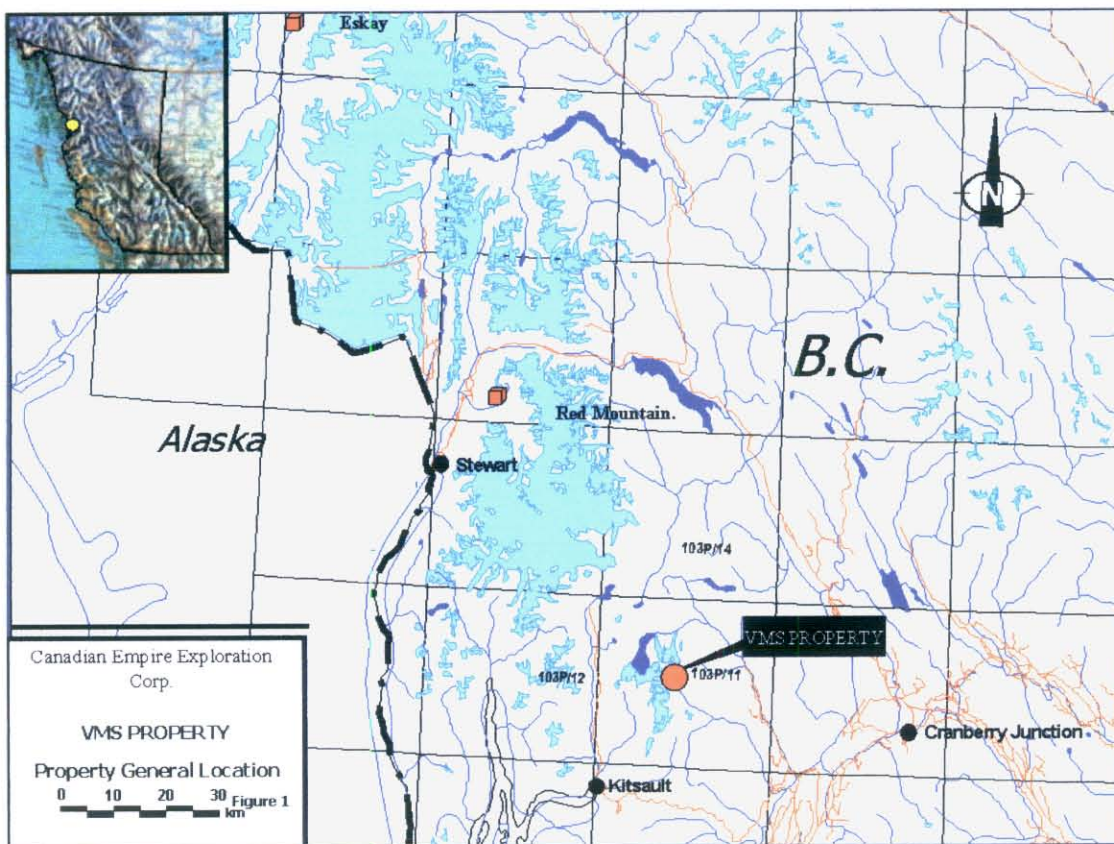 Eskay
N
B.C.
Red Mountain.
Alaska
Stewart
103P/14
VMS PROPERTY
103P/12
103P/11
Cranberry Junction
Kitsault
Canadian Empire Exploration
Corp.
VMS PROPERTY
Property General Location
0 10 20 30 Figure 1
km